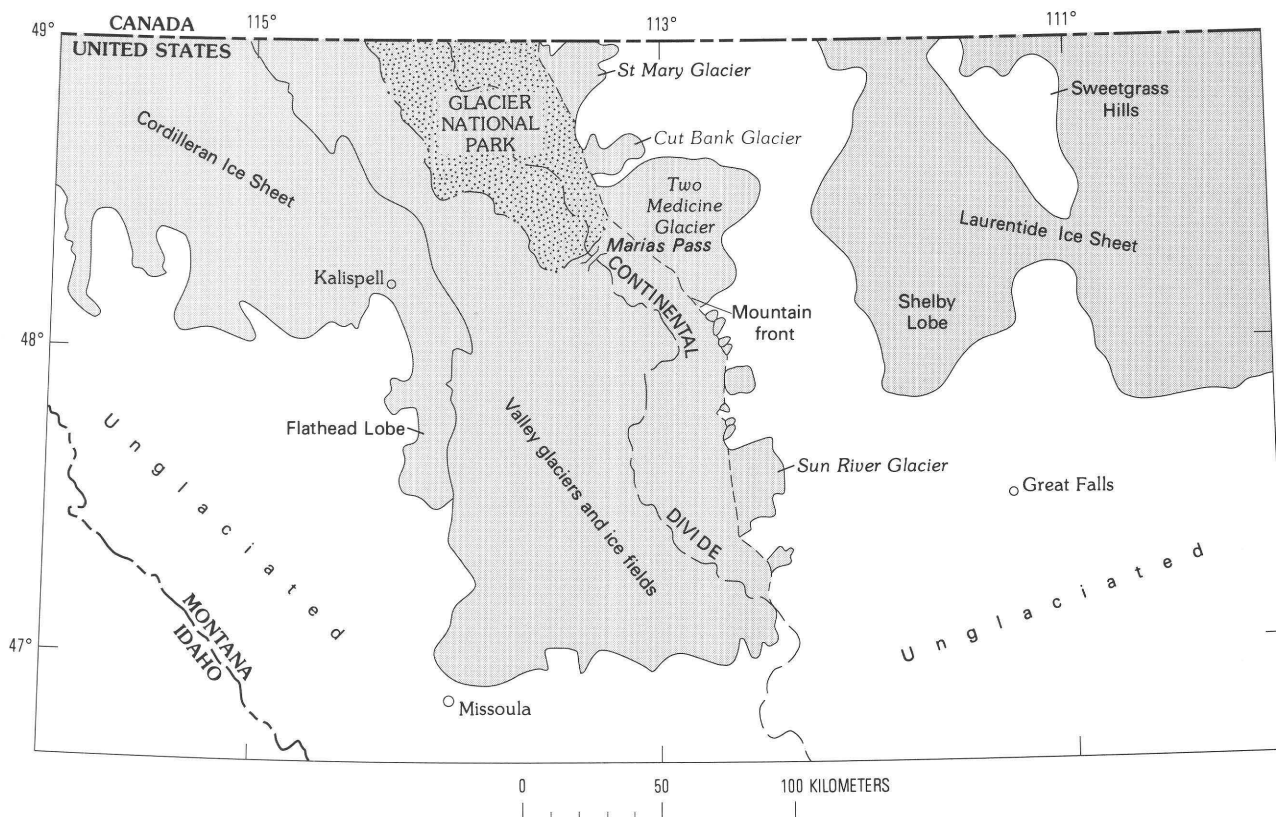 CANADA
UNITED STATES
49°
115°
113°
111°
St Mary Glacier
GLACIER
NATIONAL
PARK
Sweetgrass
Hills
Cordilleran Ice Sheet
Cut Bank Glacier
Two
Medicine
Glacier
Laurentide Ice Sheet
Marias Pass
Kalispell
CONTINENTAL
Mountain
front
Shelby
Lobe
48°
Flathead Lobe
Valley glaciers and ice fields
Sun River Glacier
Great Falls
Unglaciated
DIVIDE
Unglaciated
47°
MONTANA
IDAHO
Missoula
0 50 100 KILOMETERS